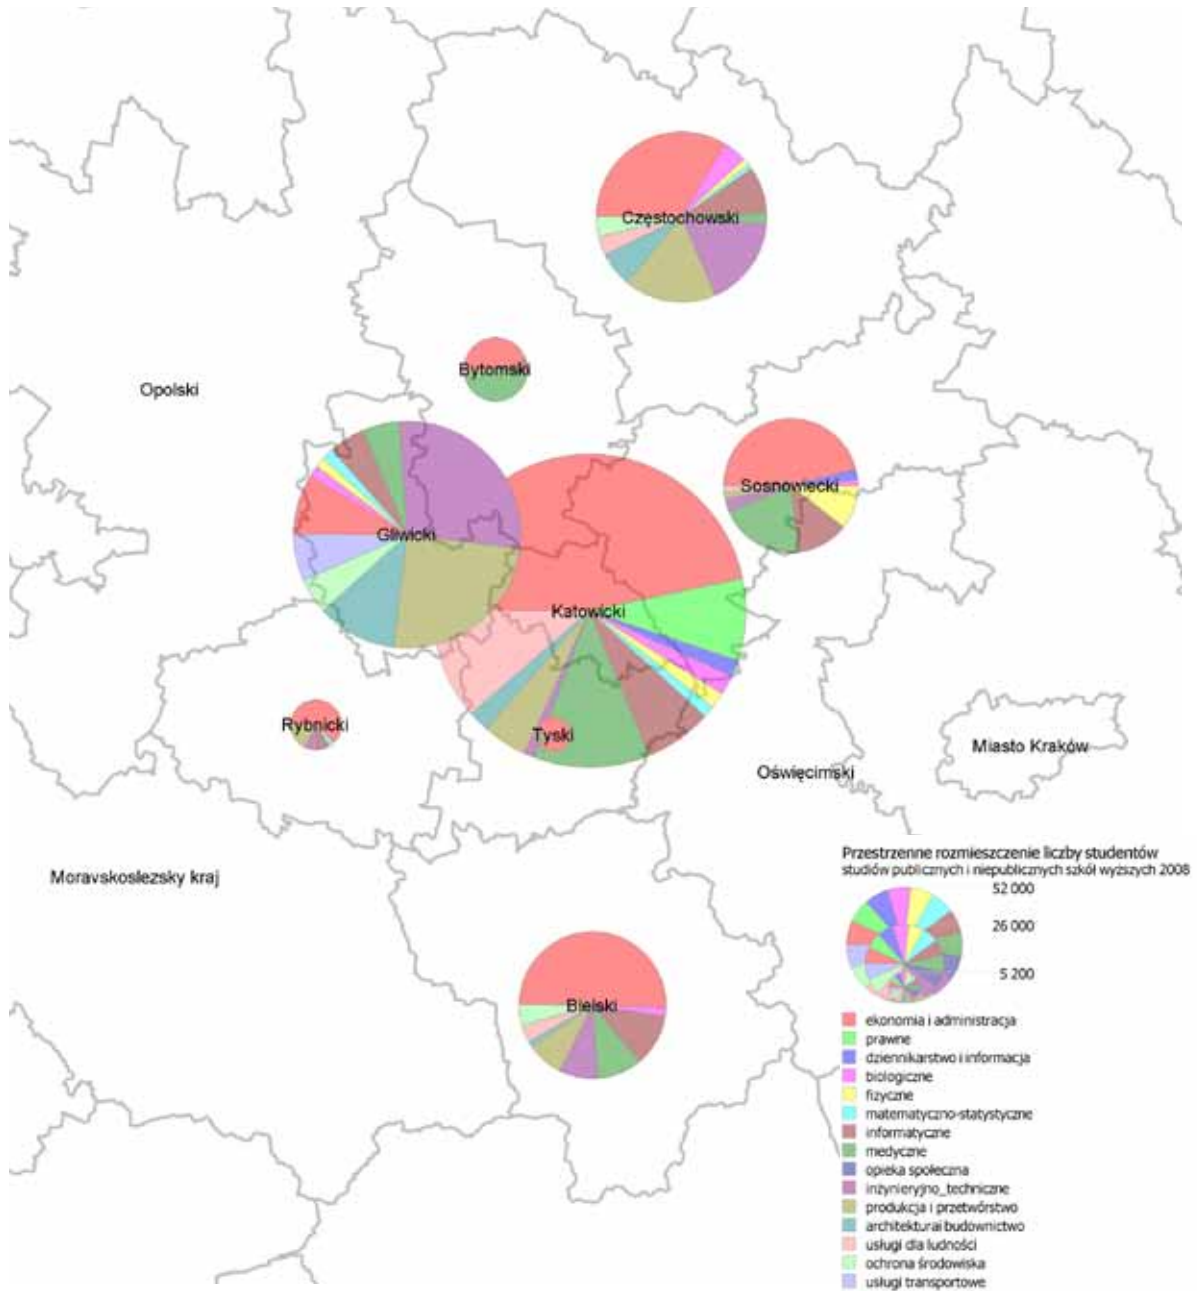 Częstochowski
Bytomski
Opolski
Sosnowiecki
Gliwicki
Katowicki
Rybnicki
Tyski
Miasto Kraków
Oświęcimski
Moravskoslezsky kraj
Bielski
Przestrzenne rozmieszczenie liczby studentów
studiów publicznych i niepublicznych szkół wyższych 2008
52 000
26 000
5 200
ekonomia i administracja
prawne
dziennikarstwo i informacja
biologiczne
fizyczne
matematyczno-statystyczne
informatyczne
medyczne
opieka społeczna
inżynieryjno_techniczne
produkcja i przetwórstwo
architektura i budownictwo
usługi dla ludności
ochrona środowiska
usługi transportowe